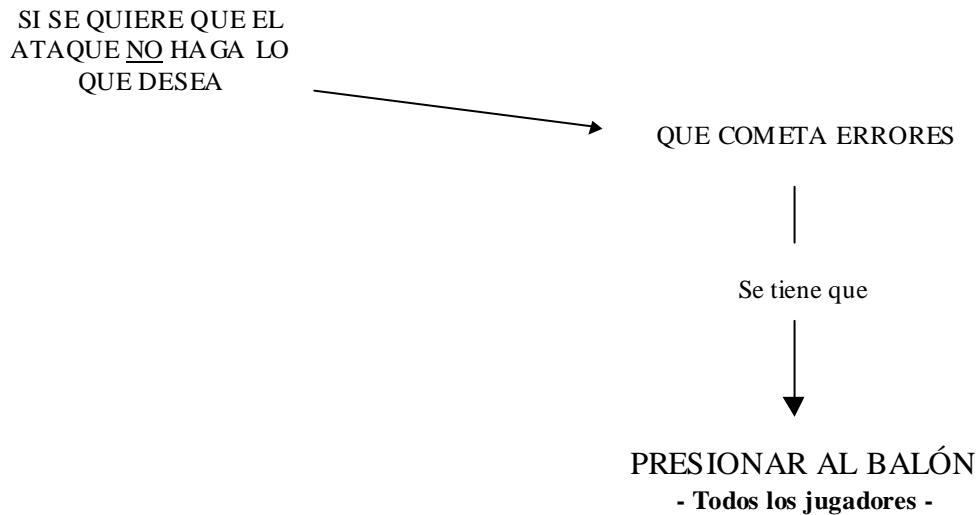 SI SE QUIERE QUE EL
ATAQUE NO HAGA LO
QUE DESEA
QUE COMETA ERRORES
Se tiene que
PRESIONAR AL BALÓN
- Todos los jugadores -